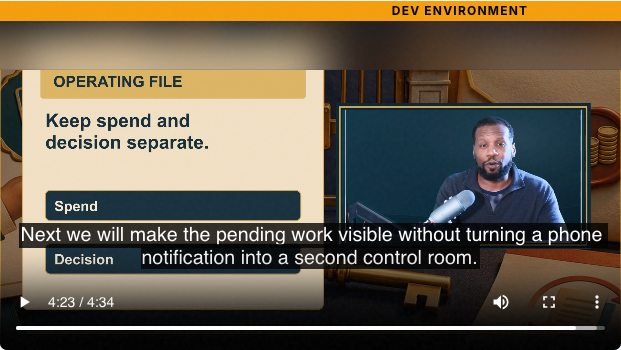 DEV ENVIRONMENT
OPERATING FILE
Keep spend and
decision separate.
Spend
Next we will make the pending work visible without turning a phone
notification into a second control room.
Decision
4:23 / 4:34